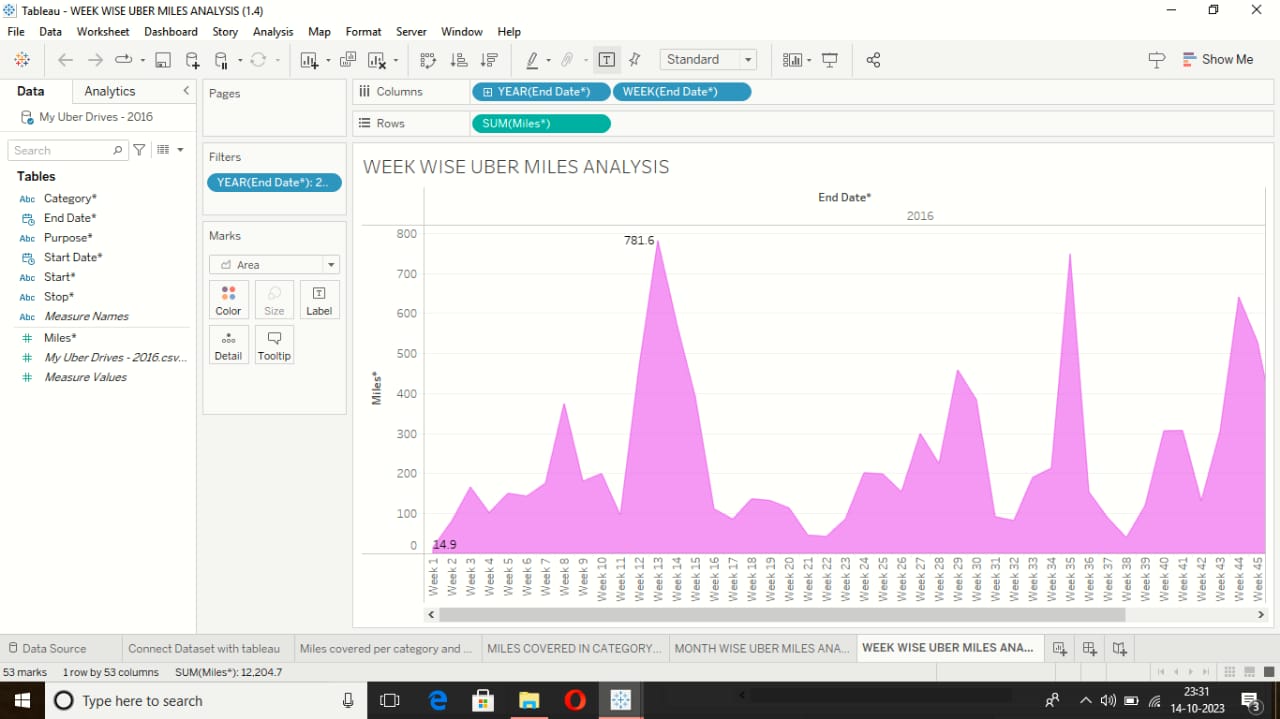 Tableau - WEEK WISE UBER MILES ANALYSIS (1.4)
File Data Worksheet Dashboard Story Analysis Map Format Server Window Help
Standard
Show Me
Data Analytics
My Uber Drives - 2016
Search
Tables
Abc Category*
End Date*
Abc Purpose*
Start Date*
Abc Start*
Abc Stop*
Abc Measure Names
# Miles*
# My Uber Drives - 2016.csv...
# Measure Values
Pages
Filters
YEAR(End Date*): 2..
Marks
Area
Color Size Label
Detail Tooltip
Columns YEAR(End Date*) WEEK(End Date*)
Rows SUM(Miles*)
WEEK WISE UBER MILES ANALYSIS
End Date*
2016
Miles*
800
700
600
500
400
300
200
100
0
781.6
14.9
Week 1
Week 2
Week 3
Week 4
Week 5
Week 6
Week 7
Week 8
Week 9
Week 10
Week 11
Week 12
Week 13
Week 14
Week 15
Week 16
Week 17
Week 18
Week 19
Week 20
Week 21
Week 22
Week 23
Week 24
Week 25
Week 26
Week 27
Week 28
Week 29
Week 30
Week 31
Week 32
Week 33
Week 34
Week 35
Week 36
Week 37
Week 38
Week 39
Week 40
Week 41
Week 42
Week 43
Week 44
Week 45
Data Source Connect Dataset with tableau Miles covered per category and ... MILES COVERED IN CATEGORY... MONTH WISE UBER MILES ANA... WEEK WISE UBER MILES ANA...
53 marks 1 row by 53 columns SUM(Miles*): 12,204.7
Type here to search
23:31
14-10-2023
3